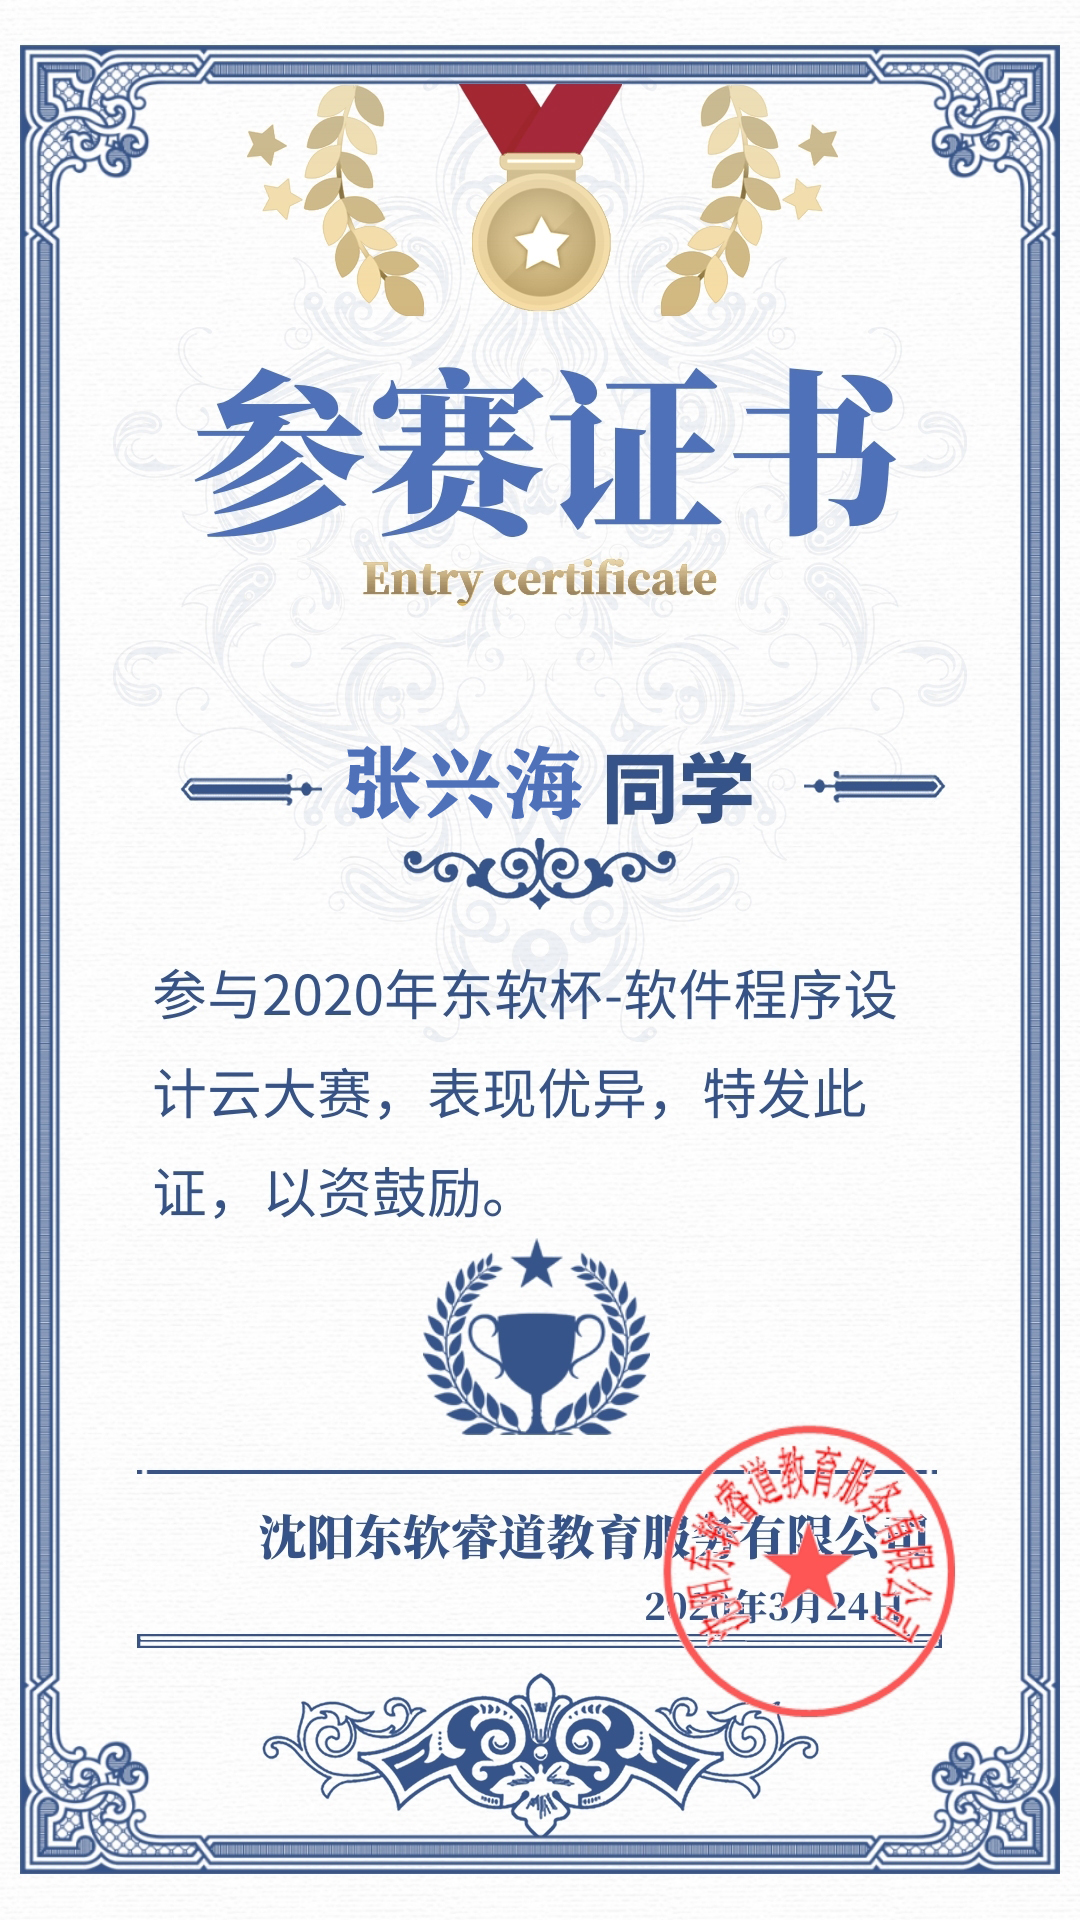 参赛证书
Entry certificate
张兴海 同学
参与2020年东软杯-软件程序设
计云大赛，表现优异，特发此
证，以资鼓励。
沈阳东软睿道教育服务有限公司
2020年3月24日
沈阳东软睿道教育服务有限公司